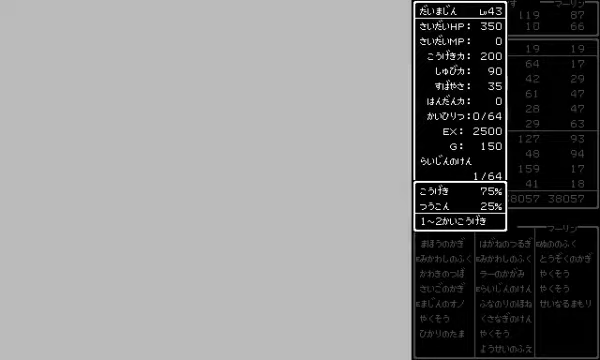 だいまじん Lv43
さいだいHP: 350
さいだいMP: 0
こうげき力: 200
しゅび力: 90
すばやさ: 35
はんだん力: 0
かいひりつ:0/64
EX: 2500
G: 150
らいじんのけん
1/64
こうげき 75%
つうこん 25%
1~2かいこうげき
119 87
18 66
19 19
64 17
42 29
61 47
28 47
29 63
127 93
48 94
159 17
41 18
38057 38057
マーリン
まほうのかぎ はがねのつるぎ Eぬののふく
Eみかわしのふく Eみかわしのふく とうぞくのかぎ
かわきのつぼ ラーのかがみ やくそう
さいごのかぎ Eらいじんのけん やくそう
Eまじんのオノ ふなのりのほね せいなるまもり
やくそう くさなぎのけん
ひかりのたま やくそう
ようせいのふえ